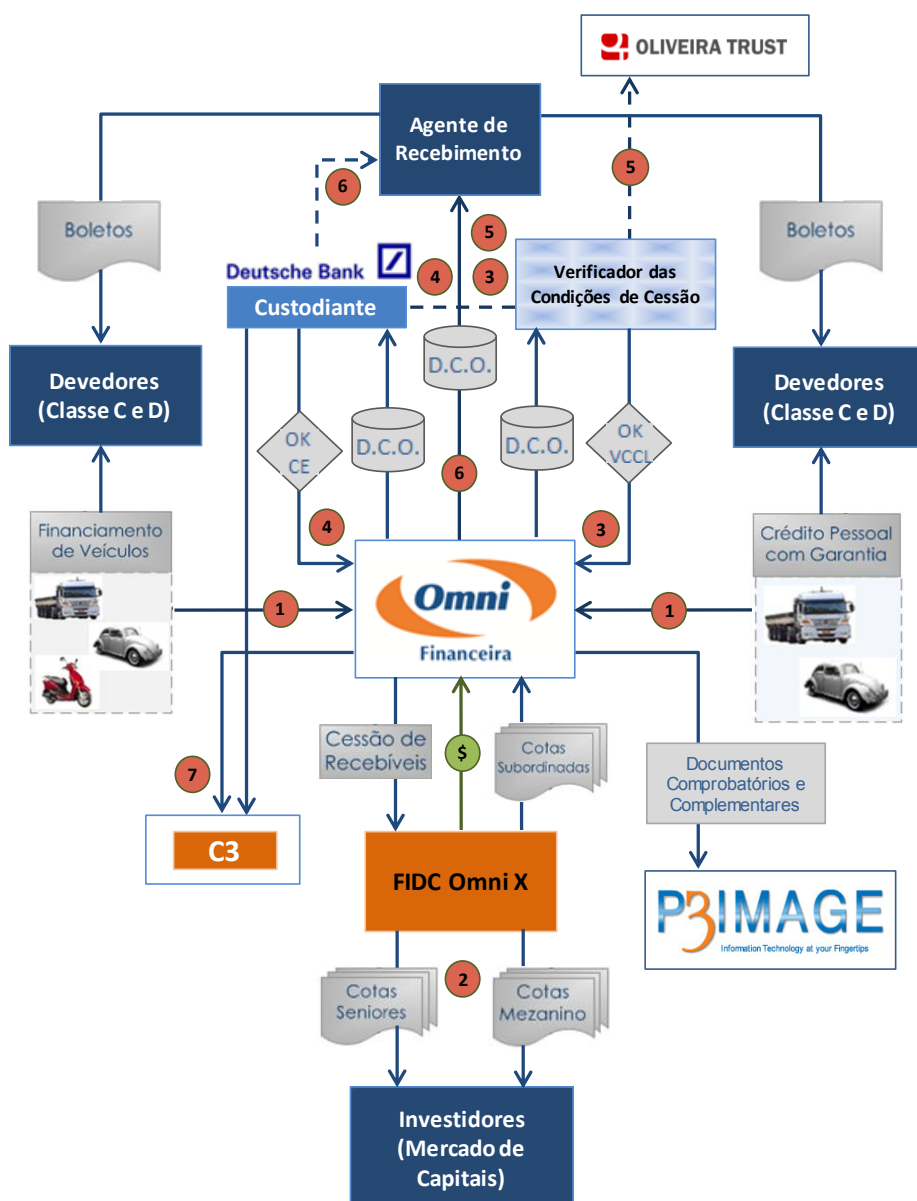 OLIVEIRA TRUST
Agente de
Recebimento
5
6
Boletos
Boletos
5
Deutsche Bank
4
3
Verificador das
Condições de Cessão
Custodiante
D.C.O.
Devedores
(Classe C e D)
Devedores
(Classe C e D)
OK
CE
D.C.O.
D.C.O.
OK
VCCL
6
4
3
Financiamento
de Veículos
Crédito Pessoal
com Garantia
1
Omni
Financeira
1
Cessão de
Recebíveis
$
Cotas
Subordinadas
Documentos
Comprobatórios e
Complementares
7
C3
FIDC Omni X
P3IMAGE
Information Technology at your Fingertips
2
Cotas
Seniores
Cotas
Mezanino
Investidores
(Mercado de
Capitais)